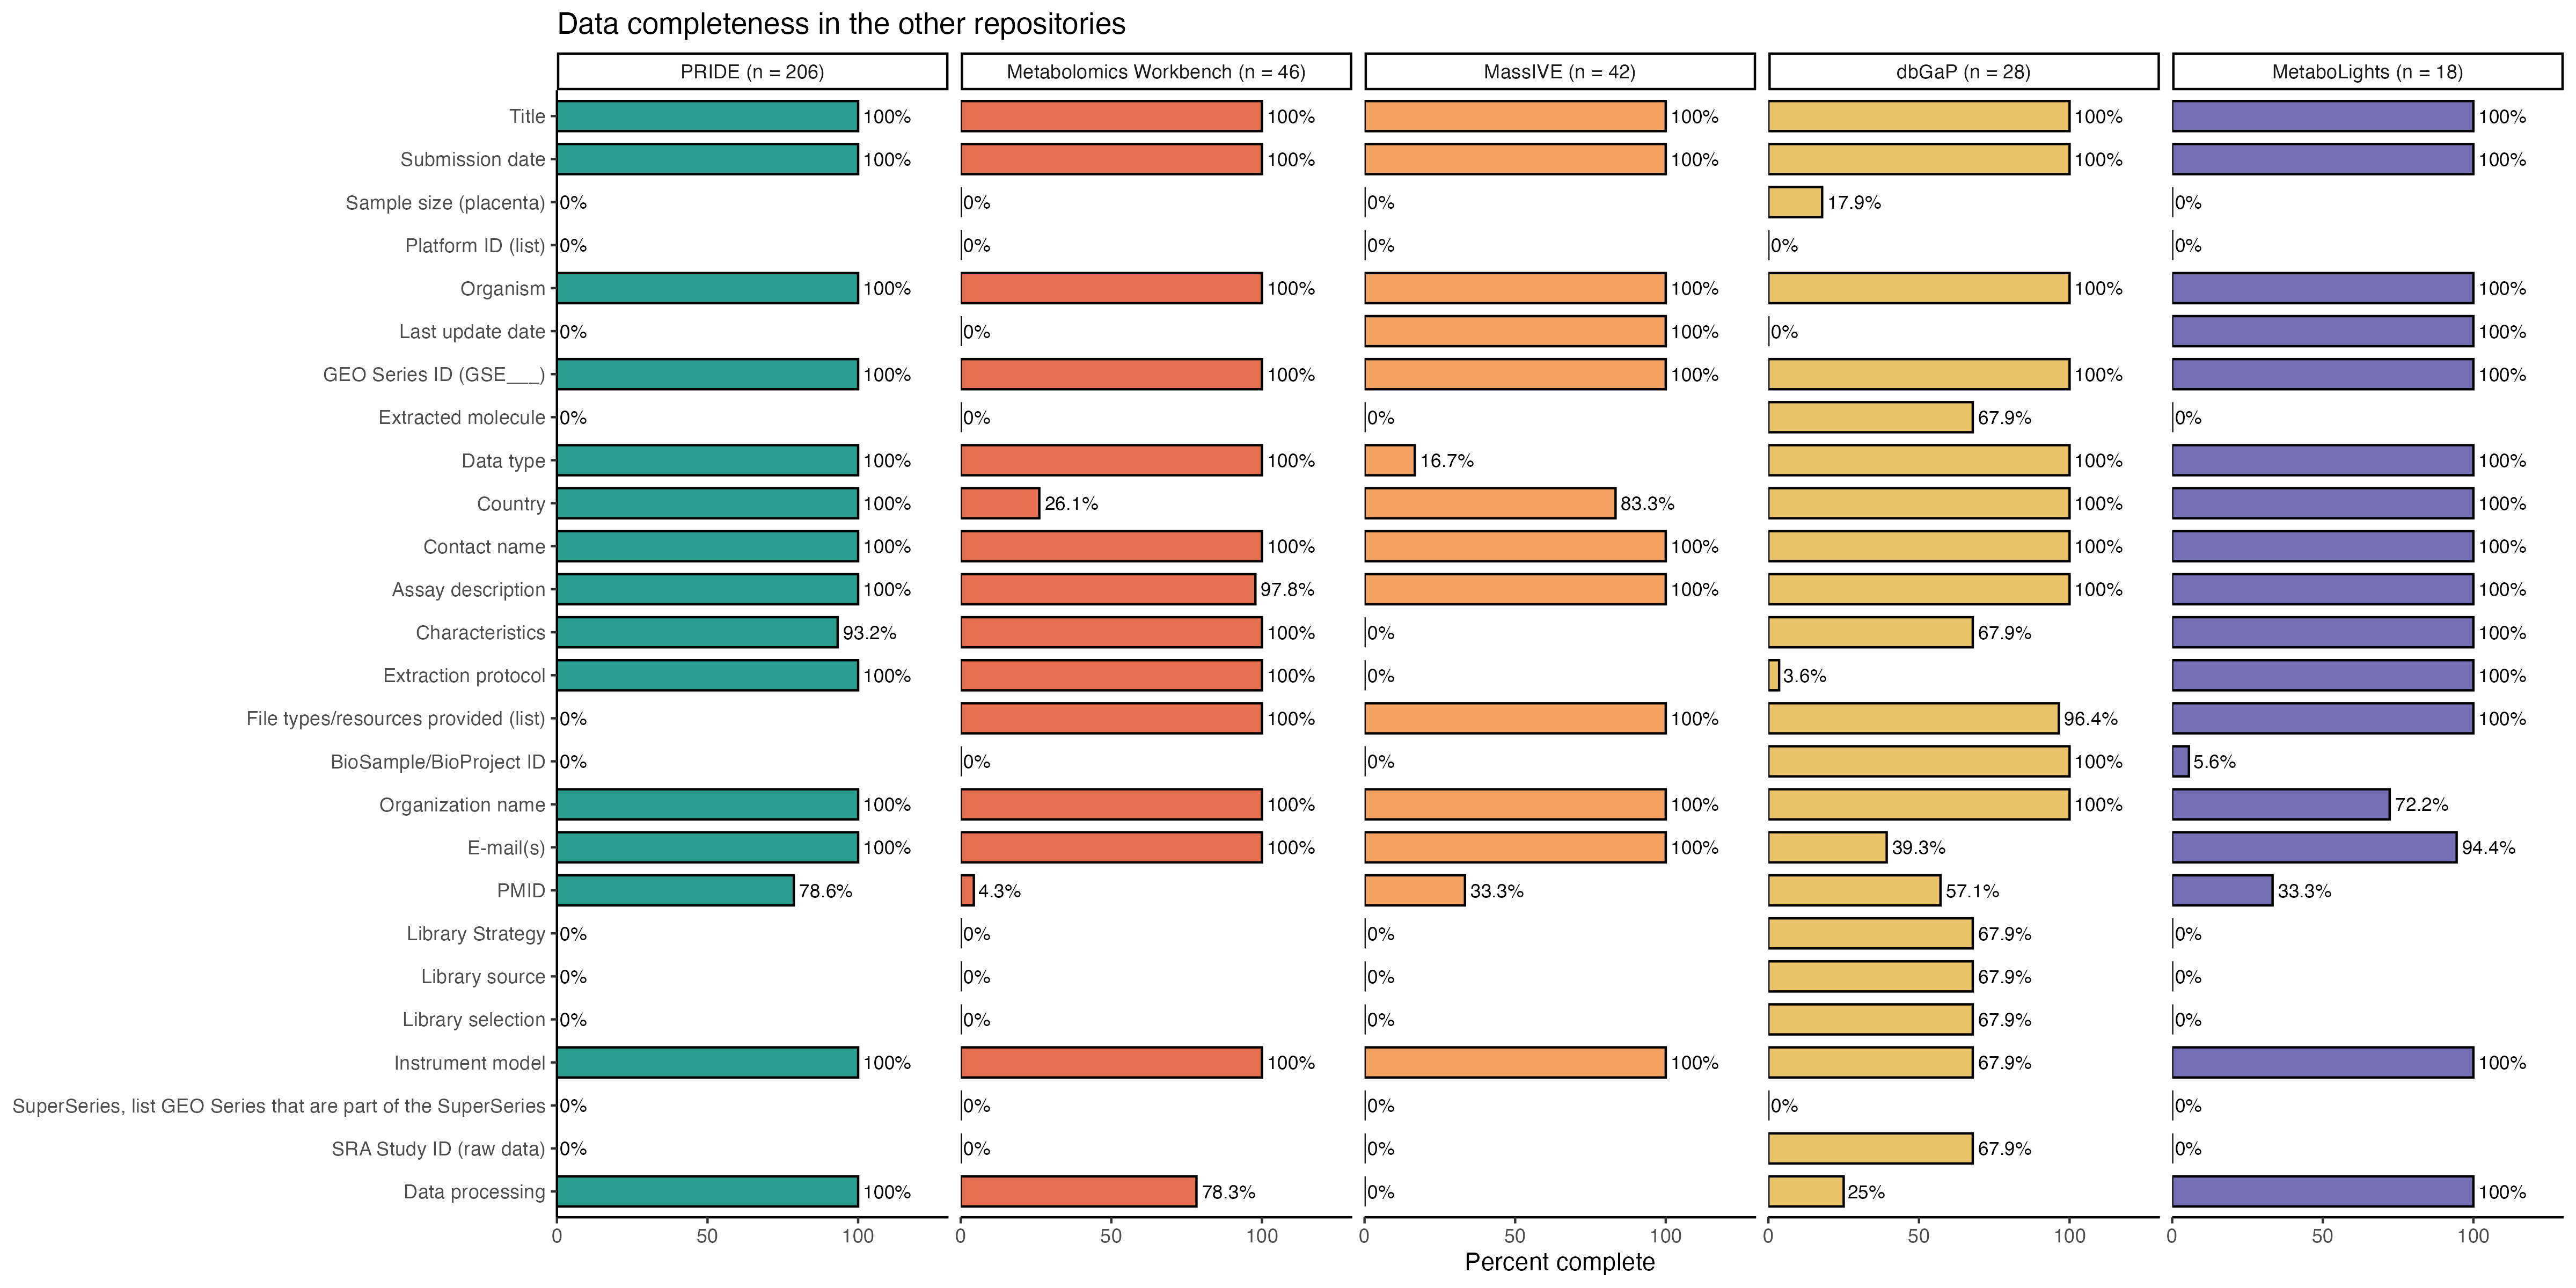 Data completeness in the other repositories
PRIDE (n = 206) Metabolomics Workbench (n = 46) MassIVE (n = 42) dbGaP (n = 28) MetaboLights (n = 18)
Title 100% 100% 100% 100% 100%
Submission date 100% 100% 100% 100% 100%
Sample size (placenta) 0% 0% 0% 17.9% 0%
Platform ID (list) 0% 0% 0% 0% 0%
Organism 100% 100% 100% 100% 100%
Last update date 0% 0% 100% 0% 100%
GEO Series ID (GSE___) 100% 100% 100% 100% 100%
Extracted molecule 0% 0% 0% 67.9% 0%
Data type 100% 100% 16.7% 100% 100%
Country 100% 26.1% 83.3% 100% 100%
Contact name 100% 100% 100% 100% 100%
Assay description 100% 97.8% 100% 100% 100%
Characteristics 93.2% 100% 0% 67.9% 100%
Extraction protocol 100% 100% 0% 3.6% 100%
File types/resources provided (list) 0% 100% 100% 96.4% 100%
BioSample/BioProject ID 0% 0% 0% 100% 5.6%
Organization name 100% 100% 100% 100% 72.2%
E-mail(s) 100% 100% 100% 39.3% 94.4%
PMID 78.6% 4.3% 33.3% 57.1% 33.3%
Library Strategy 0% 0% 0% 67.9% 0%
Library source 0% 0% 0% 67.9% 0%
Library selection 0% 0% 0% 67.9% 0%
Instrument model 100% 100% 100% 67.9% 100%
SuperSeries, list GEO Series that are part of the SuperSeries 0% 0% 0% 0% 0%
SRA Study ID (raw data) 0% 0% 0% 67.9% 0%
Data processing 100% 78.3% 0% 25% 100%
0 50 100 0 50 100 0 50 100 0 50 100 0 50 100
Percent complete